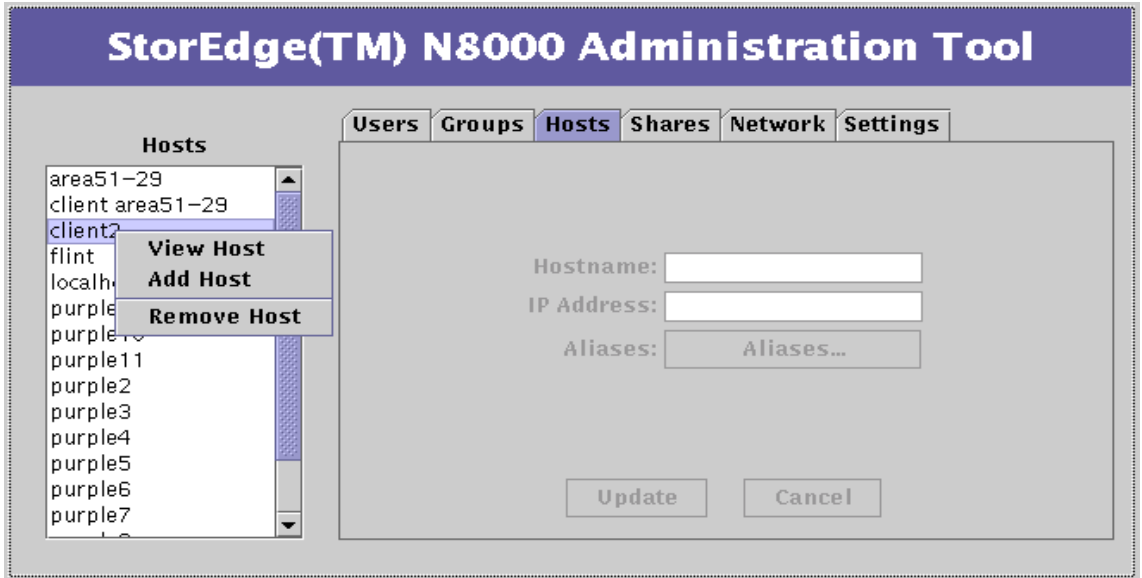 StorEdge(TM) N8000 Administration Tool
Users Groups Hosts Shares Network Settings
Hosts
area51-29
client area51-29
client2
flint
purple11
purple2
purple3
purple4
purple5
purple6
purple7
View Host
Add Host
Remove Host
Hostname:
IP Address:
Aliases: Aliases...
Update Cancel